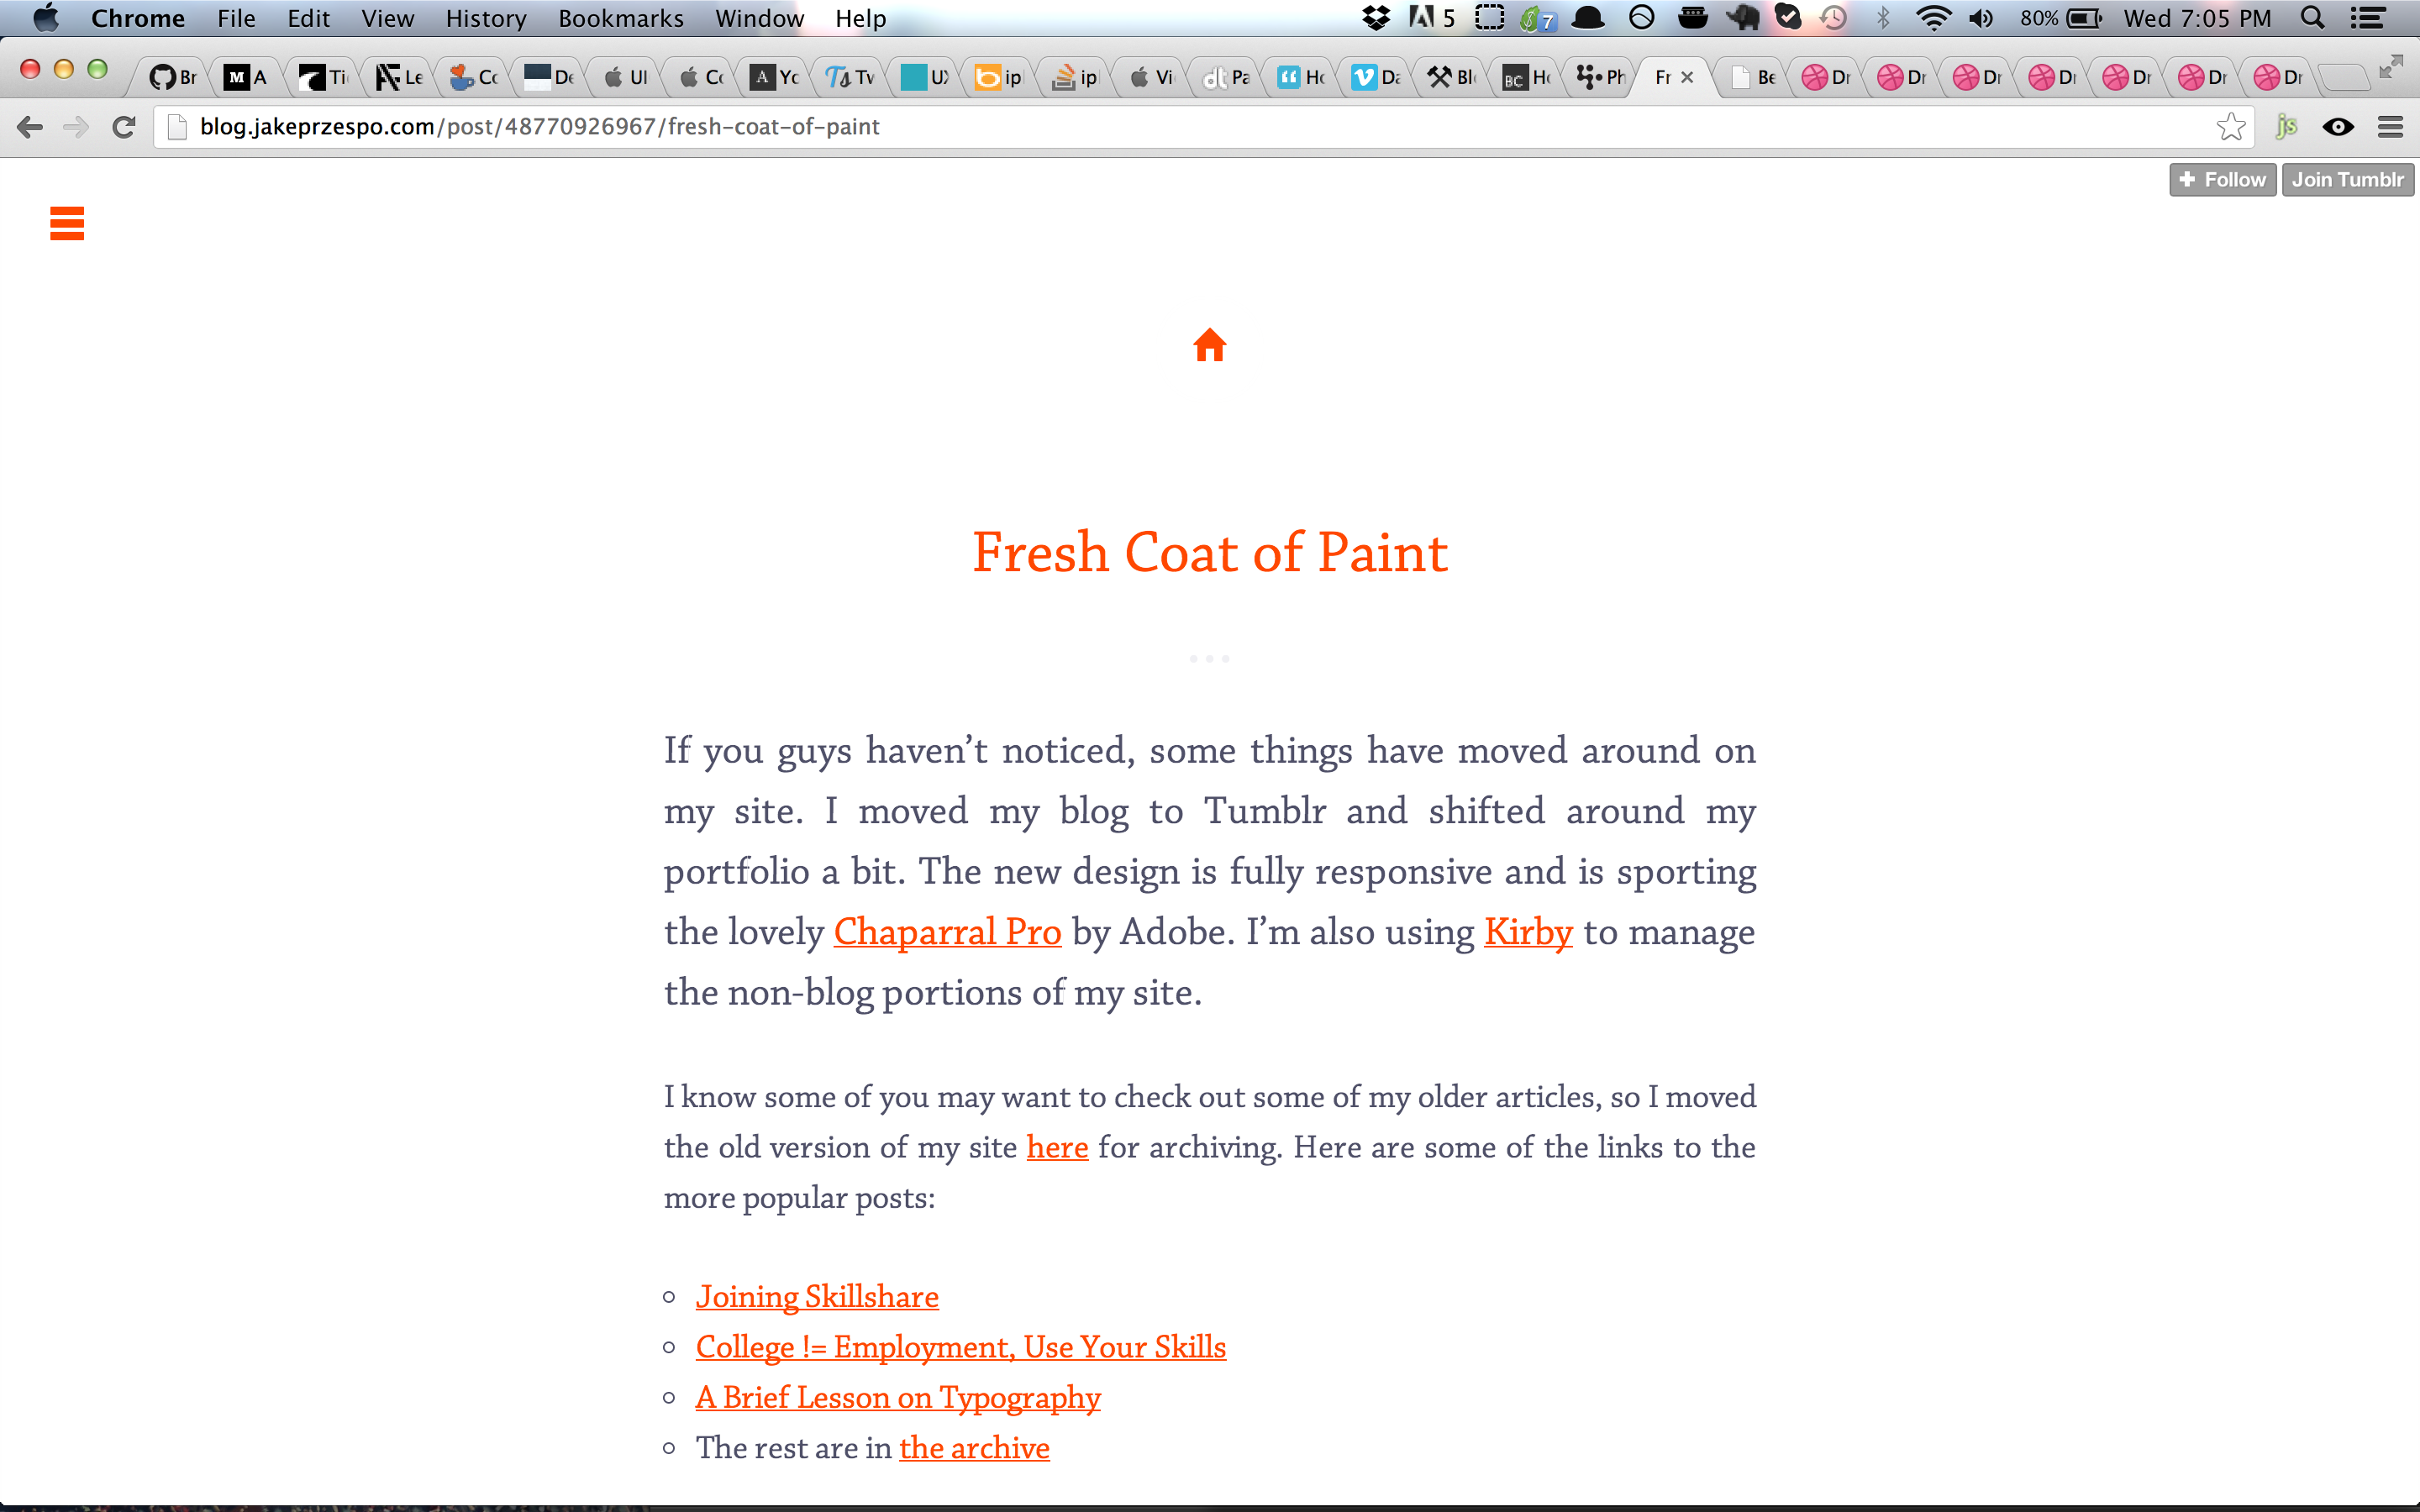 Chrome File Edit View History Bookmarks Window Help 5 7 80% Wed 7:05 PM
Br M A Ti Le Cc De UI Cc A Yc Ts Tv UX b ip ip Vi dt Pa Hc Da Bl BC Hc Ph Fr Be Dr Dr Dr Dr Dr Dr Dr
blog.jakeprzespo.com/post/48770926967/fresh-coat-of-paint js
Follow Join Tumblr
Fresh Coat of Paint
If you guys haven’t noticed, some things have moved around on
my site. I moved my blog to Tumblr and shifted around my
portfolio a bit. The new design is fully responsive and is sporting
the lovely Chaparral Pro by Adobe. I’m also using Kirby to manage
the non-blog portions of my site.
I know some of you may want to check out some of my older articles, so I moved
the old version of my site here for archiving. Here are some of the links to the
more popular posts:
Joining Skillshare
College != Employment, Use Your Skills
A Brief Lesson on Typography
The rest are in the archive